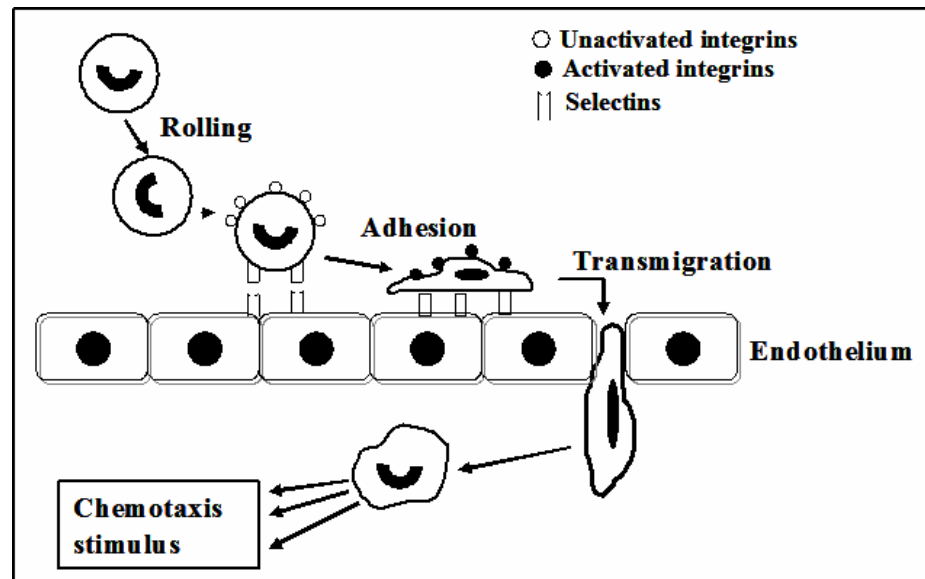 Unactivated integrins
Activated integrins
Selectins
Rolling
Adhesion
Transmigration
Endothelium
Chemotaxis
stimulus